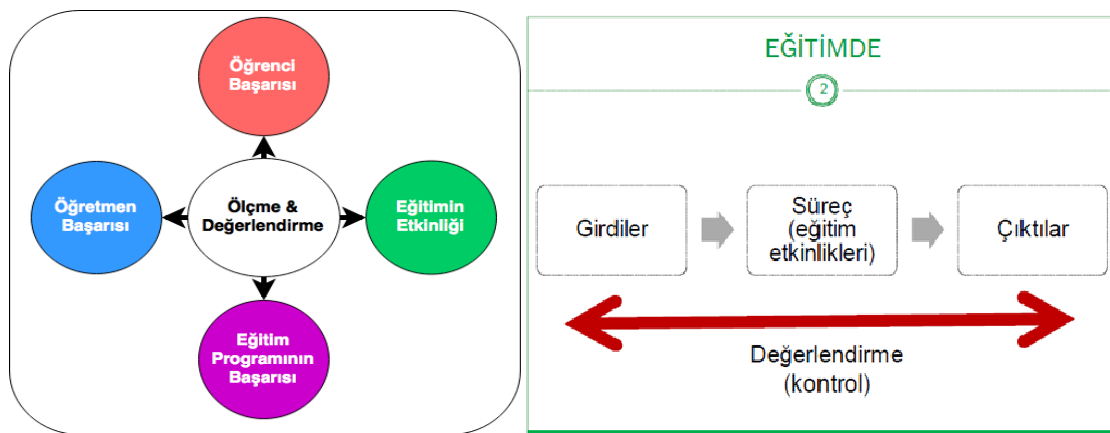 Öğrenci
Başarısı
Öğretmen
Başarısı
Ölçme &
Değerlendirme
Eğitimin
Etkinliği
Eğitim
Programının
Başarısı
EĞİTİMDE
2
Girdiler
Süreç
(eğitim
etkinlikleri)
Çıktılar
Değerlendirme
(kontrol)